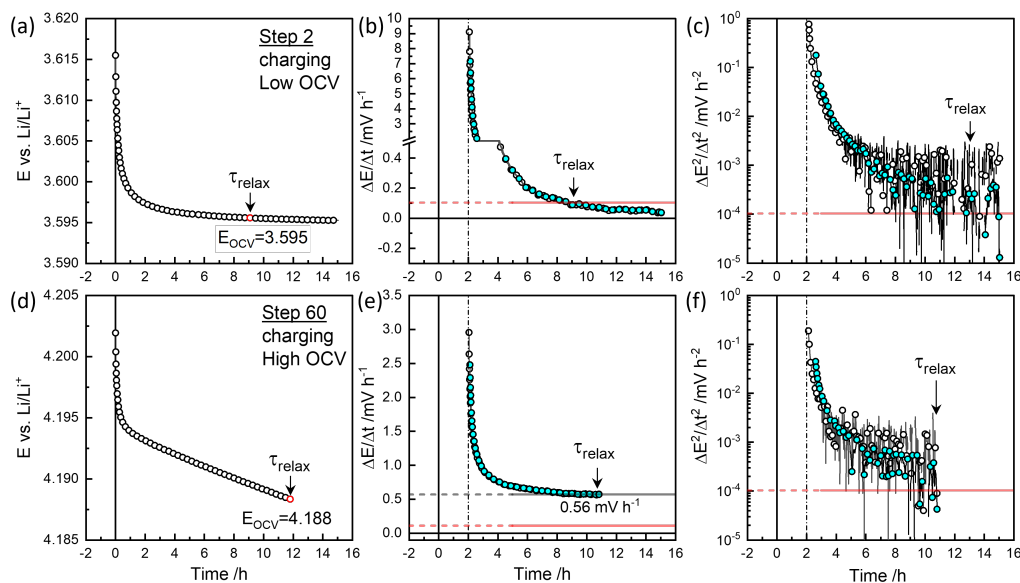 (a)
3.620
3.615
3.610
3.605
3.600
3.595
3.590
E vs. Li/Li⁺
Step 2
charging
Low OCV
τrelax
E_OCV=3.595
-2 0 2 4 6 8 10 12 14 16
(b)
10
9
8
7
6
5
4
3
2
0.4
0.2
0.0
-0.2
ΔE/Δt /mV h⁻¹
τrelax
-2 0 2 4 6 8 10 12 14 16
(c)
10⁰
10⁻¹
10⁻²
10⁻³
10⁻⁴
10⁻⁵
ΔE²/Δt² /mV h⁻²
τrelax
-2 0 2 4 6 8 10 12 14 16
(d)
4.205
4.200
4.195
4.190
4.185
E vs. Li/Li⁺
Step 60
charging
High OCV
τrelax
E_OCV=4.188
-2 0 2 4 6 8 10 12 14 16
Time /h
(e)
3.5
3.0
2.5
2.0
1.5
1.0
0.5
0.0
ΔE/Δt /mV h⁻¹
τrelax
0.56 mV h⁻¹
-2 0 2 4 6 8 10 12 14 16
Time /h
(f)
10⁰
10⁻¹
10⁻²
10⁻³
10⁻⁴
10⁻⁵
ΔE²/Δt² /mV h⁻²
τrelax
-2 0 2 4 6 8 10 12 14 16
Time /h